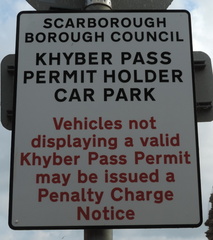 SCARBOROUGH
BOROUGH COUNCIL
KHYBER PASS
PERMIT HOLDER
CAR PARK
Vehicles not
displaying a valid
Khyber Pass Permit
may be issued a
Penalty Charge
Notice